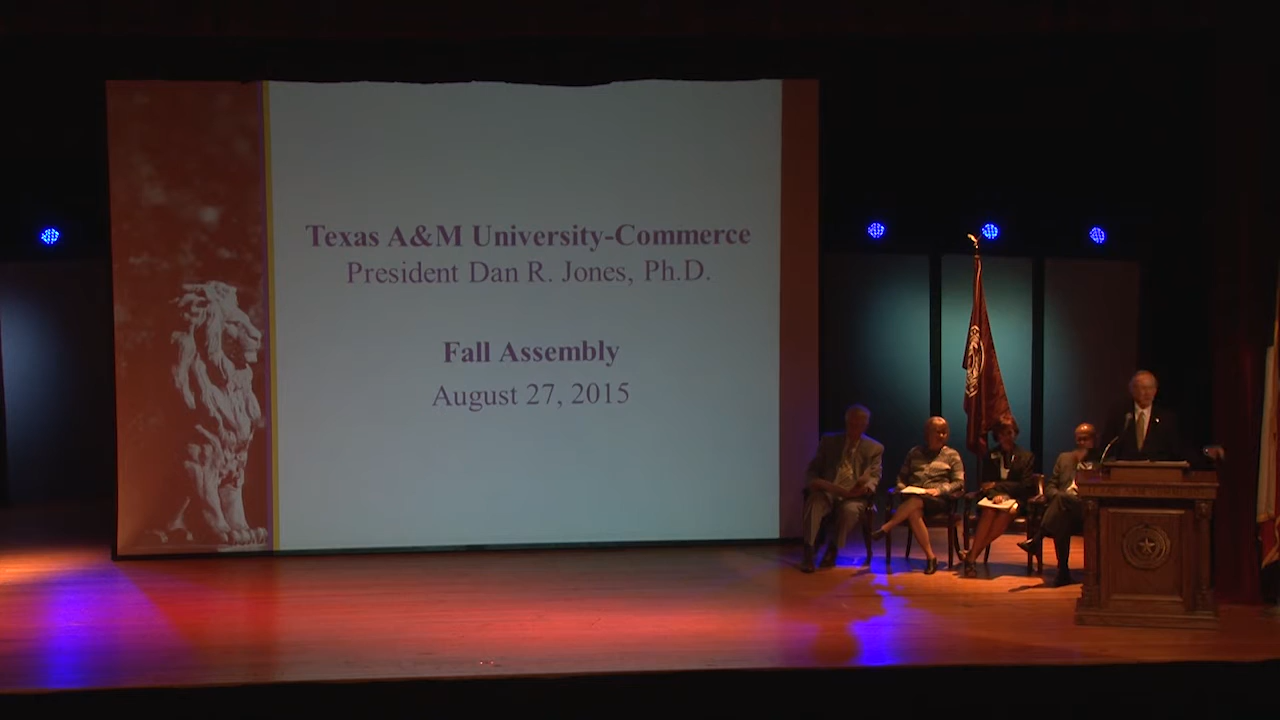 Texas A&M University-Commerce
President Dan R. Jones, Ph.D.
Fall Assembly
August 27, 2015